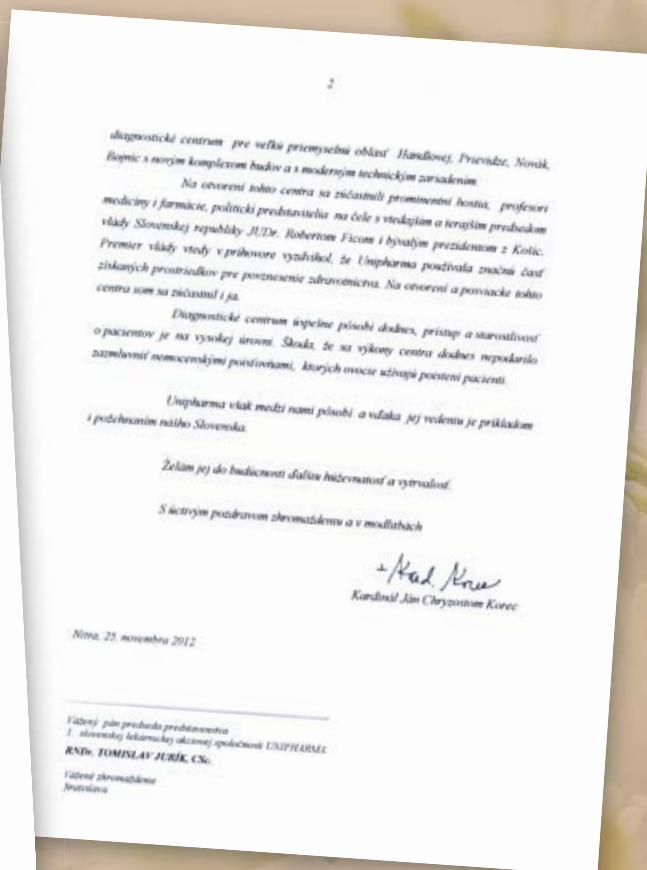 2
diagnostické centrum pre veľkú priemyselnú oblasť Handlovej, Prievidze, Novák,
Bojníc s novým komplexom budov a s moderným technickým zariadením.
Na otvorení tohto centra sa zúčastnili prominentní hostia, profesori
medicíny i farmácie, politickí predstavitelia na čele s vtedajším a terajším predsedom
vlády Slovenskej republiky JUDr. Robertom Ficom i bývalým prezidentom z Košíc.
Premier vlády vtedy v príhovore vyzdvihol, že Unipharma používala značnú časť
získaných prostriedkov pre povznesenie zdravotníctva. Na otvorení a posviacke tohto
centra som sa zúčastnil i ja.
Diagnostické centrum úspešne pôsobí dodnes, prístup a starostlivosť
o pacientov je na vysokej úrovni. Škoda, že sa výkony centra dodnes nepodarilo
zazmluvniť nemocenskými poisťovňami, ktorých ovocie užívajú poistení pacienti.
Unipharma však medzi nami pôsobí a vďaka jej vedeniu je príkladom
i požehnaním nášho Slovenska.
Želám jej do budúcnosti ďalšiu húževnatosť a vytrvalosť.
S úctivým pozdravom zhromaždeniu a v modlitbách
+ Kard. Korec
Kardinál Ján Chryzostom Korec
Nitra, 25. novembra 2012
Vážený pán predseda predstavenstva
1. slovenskej lekárnickej akciovej spoločnosti UNIPHARMA
RNDr. TOMISLAV JURÍK, CSc.
Vážené zhromaždenie
Bratislava